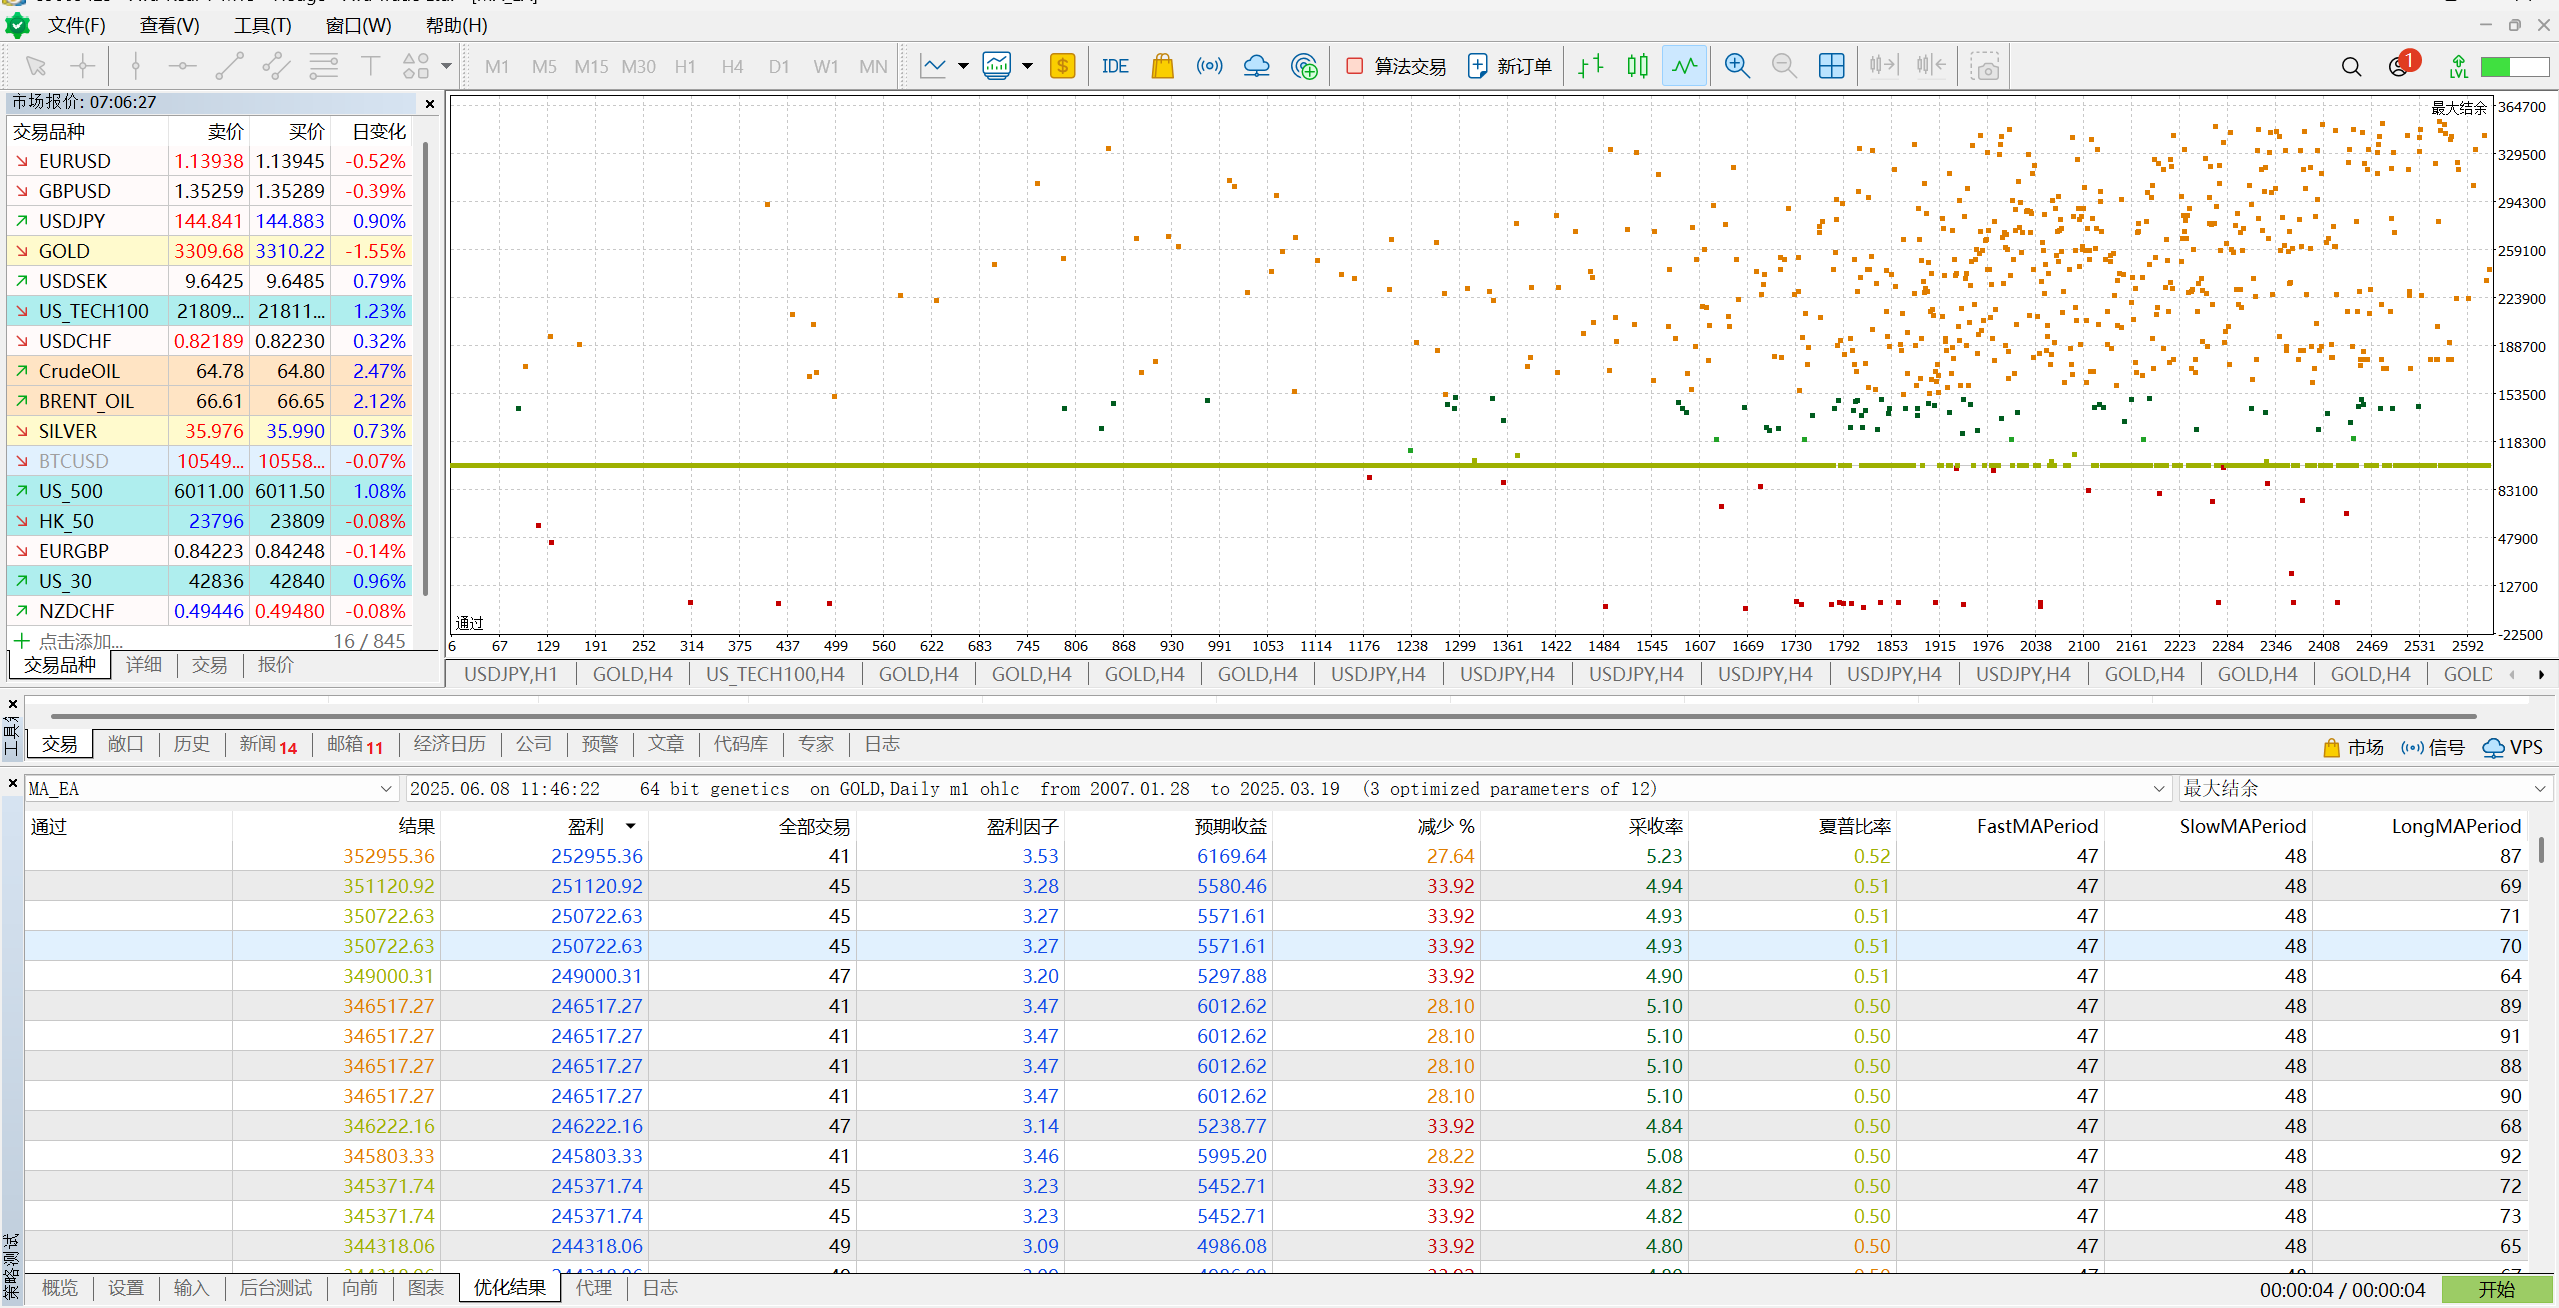 文件(F) 查看(V) 工具(T) 窗口(W) 帮助(H)
M1 M5 M15 M30 H1 H4 D1 W1 MN IDE 算法交易 新订单 1 LVL
市场报价: 07:06:27
交易品种 卖价 买价 日变化
EURUSD 1.13938 1.13945 -0.52%
GBPUSD 1.35259 1.35289 -0.39%
USDJPY 144.841 144.883 0.90%
GOLD 3309.68 3310.22 -1.55%
USDSEK 9.6425 9.6485 0.79%
US_TECH100 21809... 21811... 1.23%
USDCHF 0.82189 0.82230 0.32%
CrudeOIL 64.78 64.80 2.47%
BRENT_OIL 66.61 66.65 2.12%
SILVER 35.976 35.990 0.73%
BTCUSD 10549... 10558... -0.07%
US_500 6011.00 6011.50 1.08%
HK_50 23796 23809 -0.08%
EURGBP 0.84223 0.84248 -0.14%
US_30 42836 42840 0.96%
NZDCHF 0.49446 0.49480 -0.08%
点击添加... 16 / 845
交易品种 详细 交易 报价
最大结余
364700
329500
294300
259100
223900
188700
153500
118300
83100
47900
12700
-22500
通过
6 67 129 191 252 314 375 437 499 560 622 683 745 806 868 930 991 1053 1114 1176 1238 1299 1361 1422 1484 1545 1607 1669 1730 1792 1853 1915 1976 2038 2100 2161 2223 2284 2346 2408 2469 2531 2592
USDJPY,H1 GOLD,H4 US_TECH100,H4 GOLD,H4 GOLD,H4 GOLD,H4 GOLD,H4 USDJPY,H4 USDJPY,H4 USDJPY,H4 USDJPY,H4 USDJPY,H4 USDJPY,H4 GOLD,H4 GOLD,H4 GOLD,H4 GOLD
交易 敞口 历史 新闻 14 邮箱 11 经济日历 公司 预警 文章 代码库 专家 日志 市场 信号 VPS
MA_EA 2025.06.08 11:46:22 64 bit genetics on GOLD,Daily m1 ohlc from 2007.01.28 to 2025.03.19 (3 optimized parameters of 12) 最大结余
通过 结果 盈利 全部交易 盈利因子 预期收益 减少 % 采收率 夏普比率 FastMAPeriod SlowMAPeriod LongMAPeriod
352955.36 252955.36 41 3.53 6169.64 27.64 5.23 0.52 47 48 87
351120.92 251120.92 45 3.28 5580.46 33.92 4.94 0.51 47 48 69
350722.63 250722.63 45 3.27 5571.61 33.92 4.93 0.51 47 48 71
350722.63 250722.63 45 3.27 5571.61 33.92 4.93 0.51 47 48 70
349000.31 249000.31 47 3.20 5297.88 33.92 4.90 0.51 47 48 64
346517.27 246517.27 41 3.47 6012.62 28.10 5.10 0.50 47 48 89
346517.27 246517.27 41 3.47 6012.62 28.10 5.10 0.50 47 48 91
346517.27 246517.27 41 3.47 6012.62 28.10 5.10 0.50 47 48 88
346517.27 246517.27 41 3.47 6012.62 28.10 5.10 0.50 47 48 90
346222.16 246222.16 47 3.14 5238.77 33.92 4.84 0.50 47 48 68
345803.33 245803.33 41 3.46 5995.20 28.22 5.08 0.50 47 48 92
345371.74 245371.74 45 3.23 5452.71 33.92 4.82 0.50 47 48 72
345371.74 245371.74 45 3.23 5452.71 33.92 4.82 0.50 47 48 73
344318.06 244318.06 49 3.09 4986.08 33.92 4.80 0.50 47 48 65
策略测试
概览 设置 输入 后台测试 向前 图表 优化结果 代理 日志 00:00:04 / 00:00:04 开始